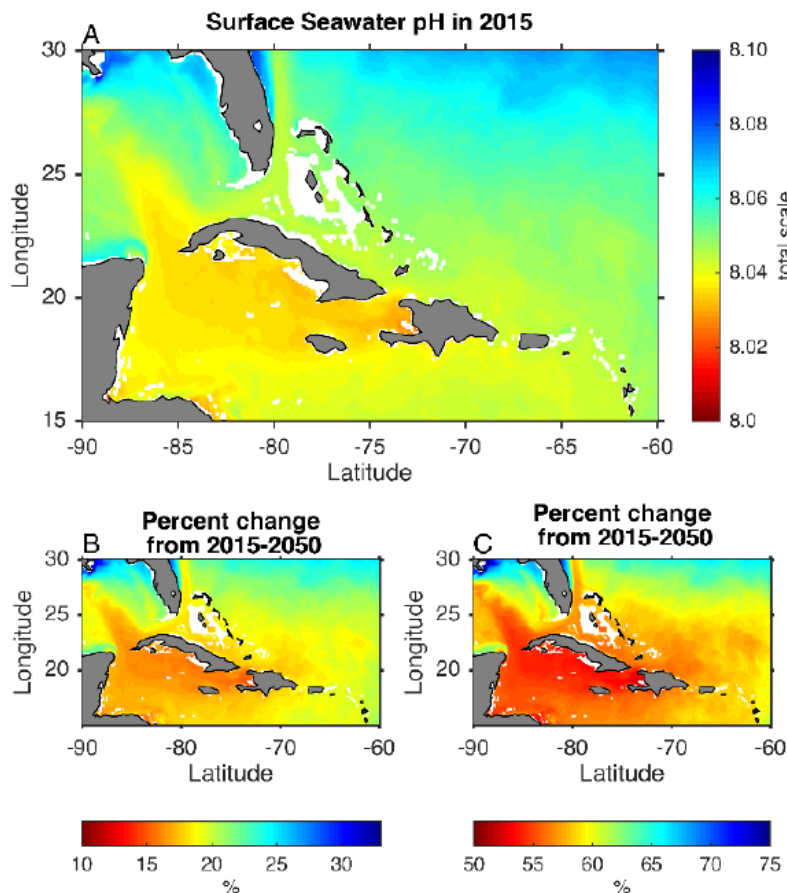 Surface Seawater pH in 2015
A
30
25
20
15
Longitude
-90
-85
-80
-75
-70
-65
-60
Latitude
8.10
8.08
8.06
8.04
8.02
8.0
total scale
Percent change
from 2015-2050
B
30
25
20
Longitude
-90
-80
-70
-60
Latitude
10
15
20
25
30
%
Percent change
from 2015-2050
C
30
25
20
Longitude
-90
-80
-70
-60
Latitude
50
55
60
65
70
75
%